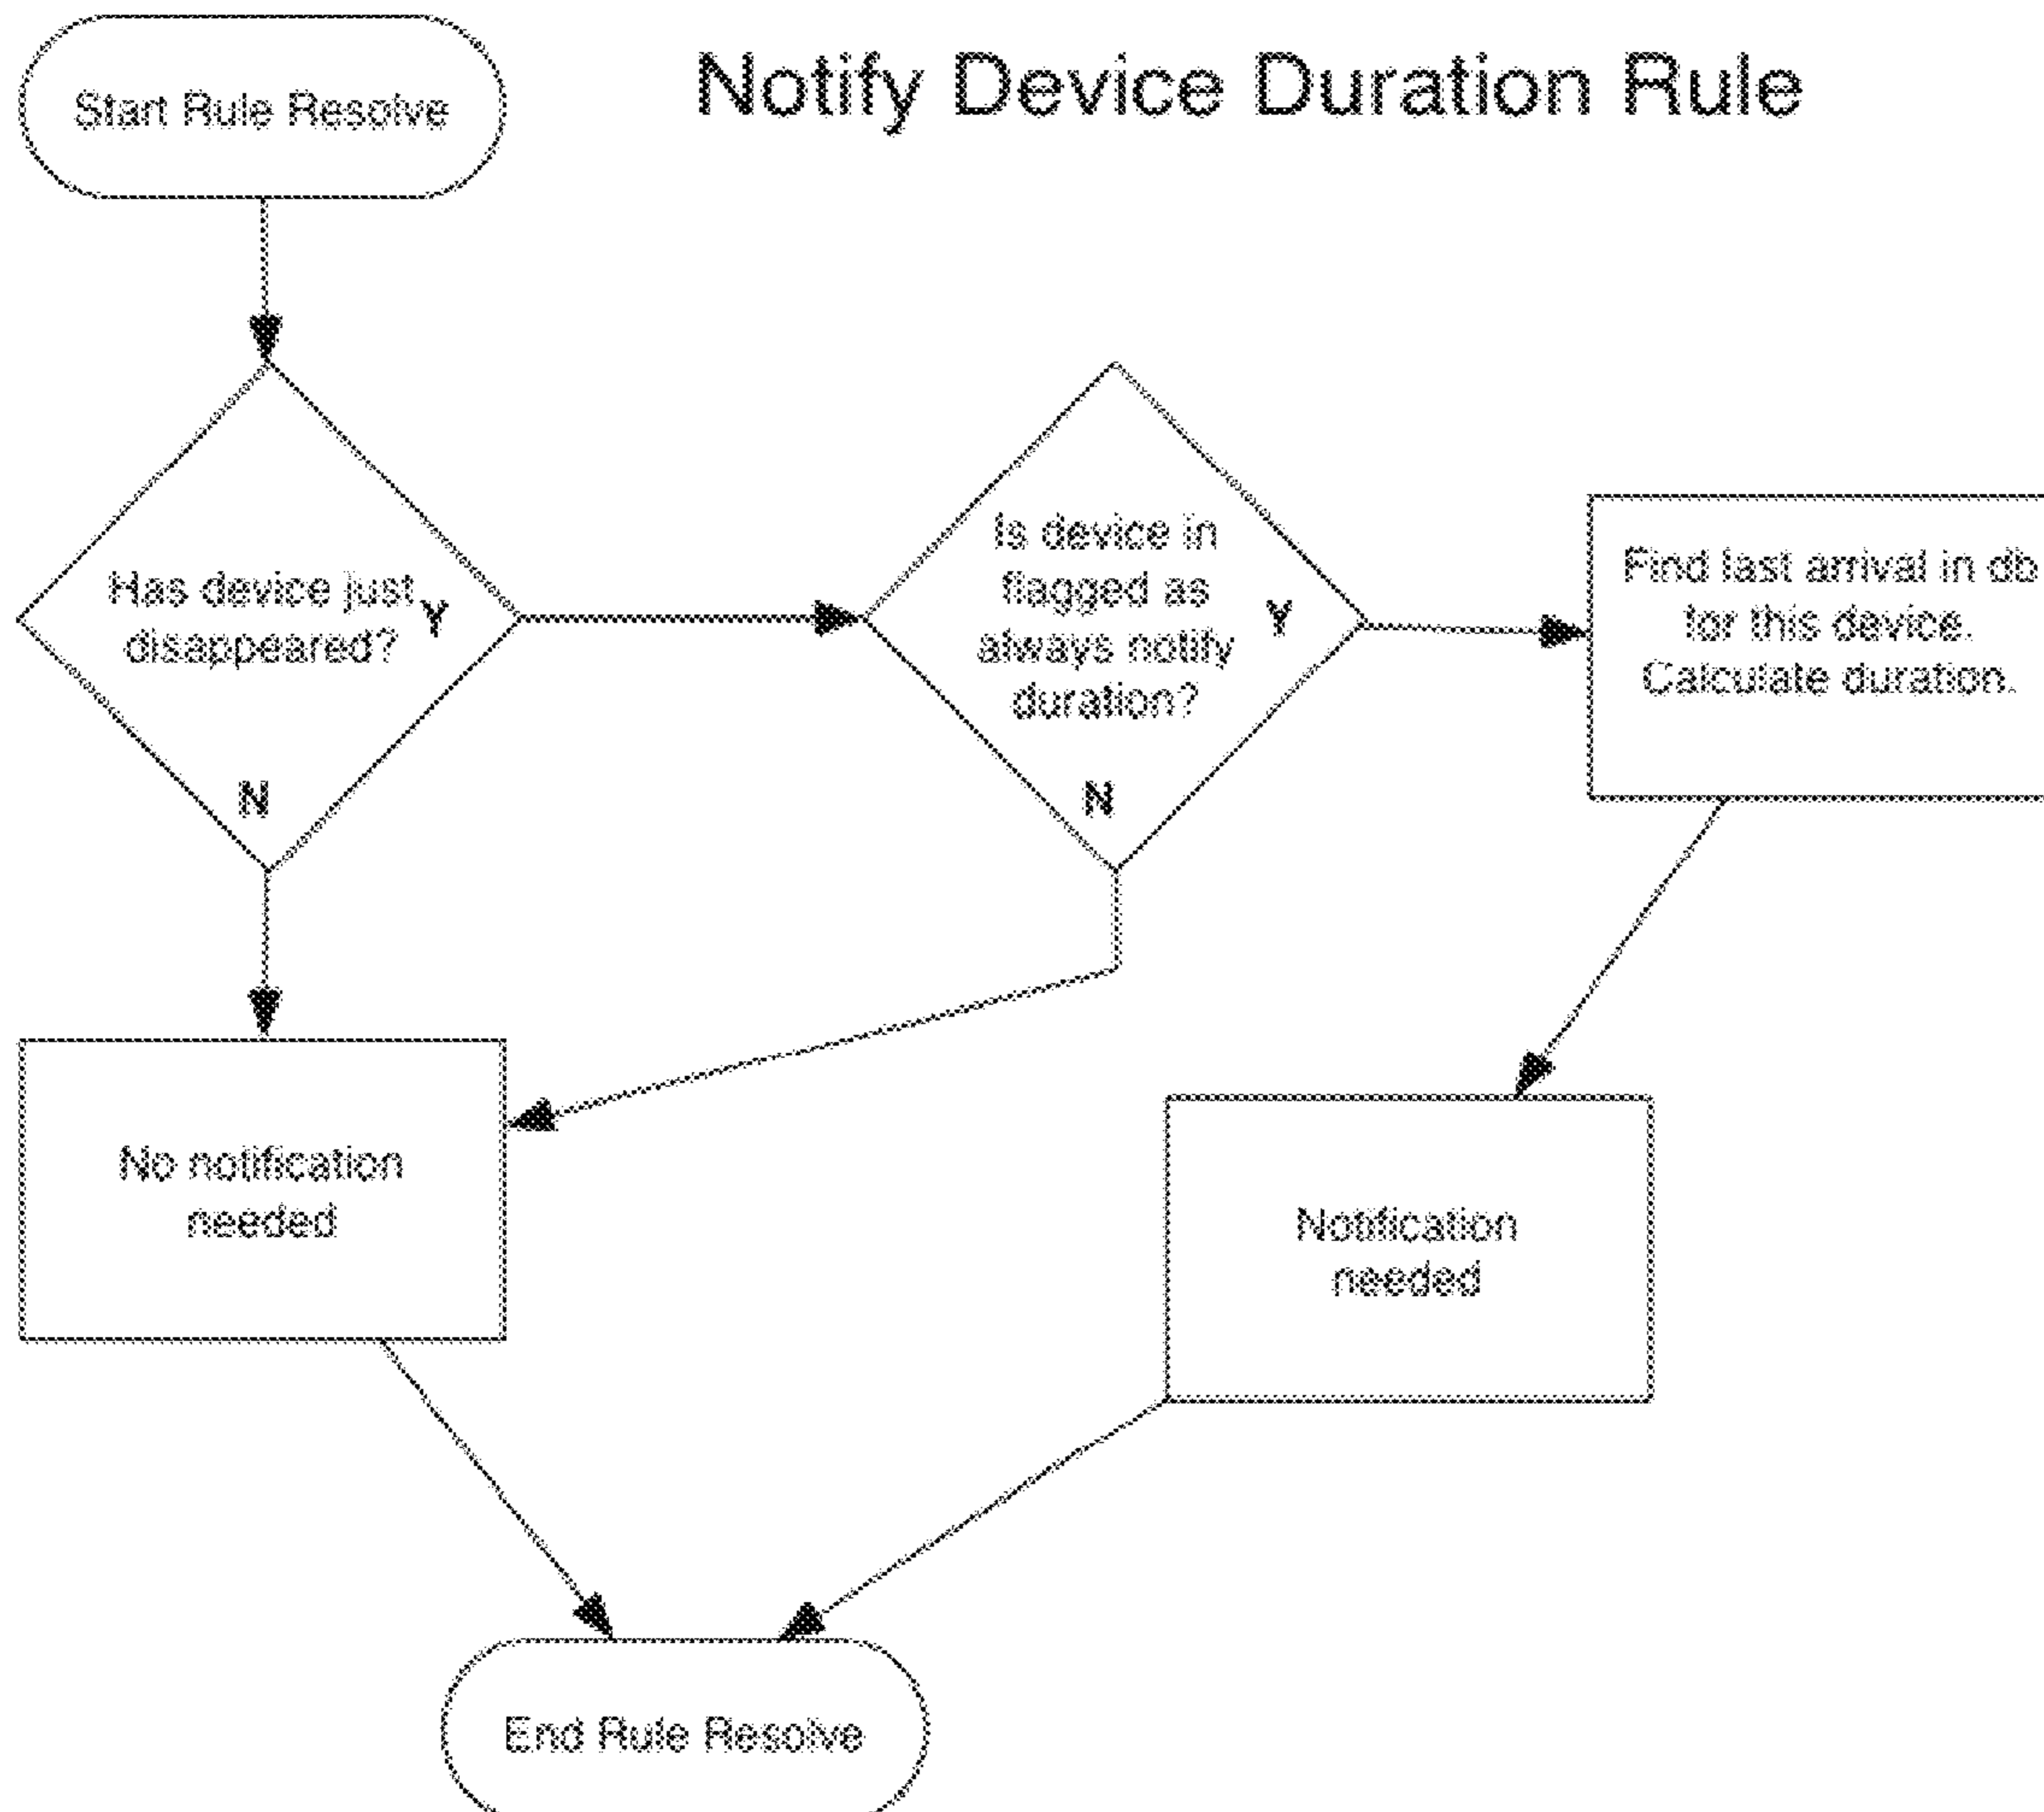 Start Rule Resolve
Notify Device Duration Rule
Has device just
disappeared?
Y
N
Is device in
flagged as
always notify
duration?
Y
N
Find last arrival in db
for this device.
Calculate duration.
No notification
needed
Notification
needed
End Rule Resolve